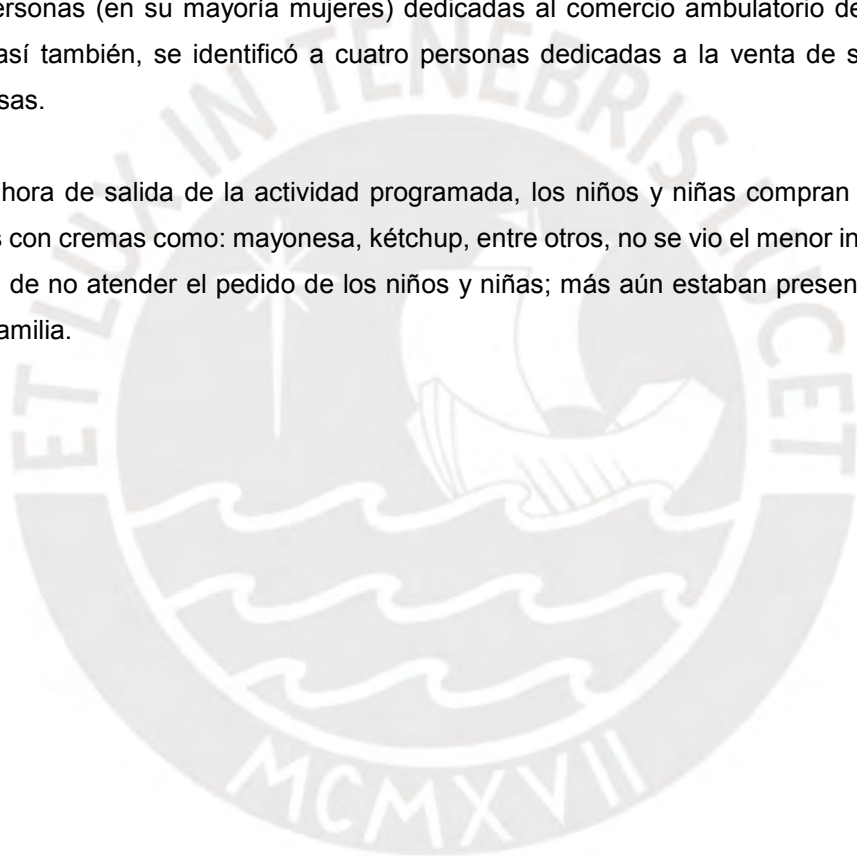 ersonas (en su mayoría mujeres) dedicadas al comercio ambulatorio de
así también, se identificó a cuatro personas dedicadas a la venta de s
sas.
hora de salida de la actividad programada, los niños y niñas compran
s con cremas como: mayonesa, kétchup, entre otros, no se vio el menor in
de no atender el pedido de los niños y niñas; más aún estaban presen
amilia.
ET LUX IN TENEBRIS LUCET
MCMXVII